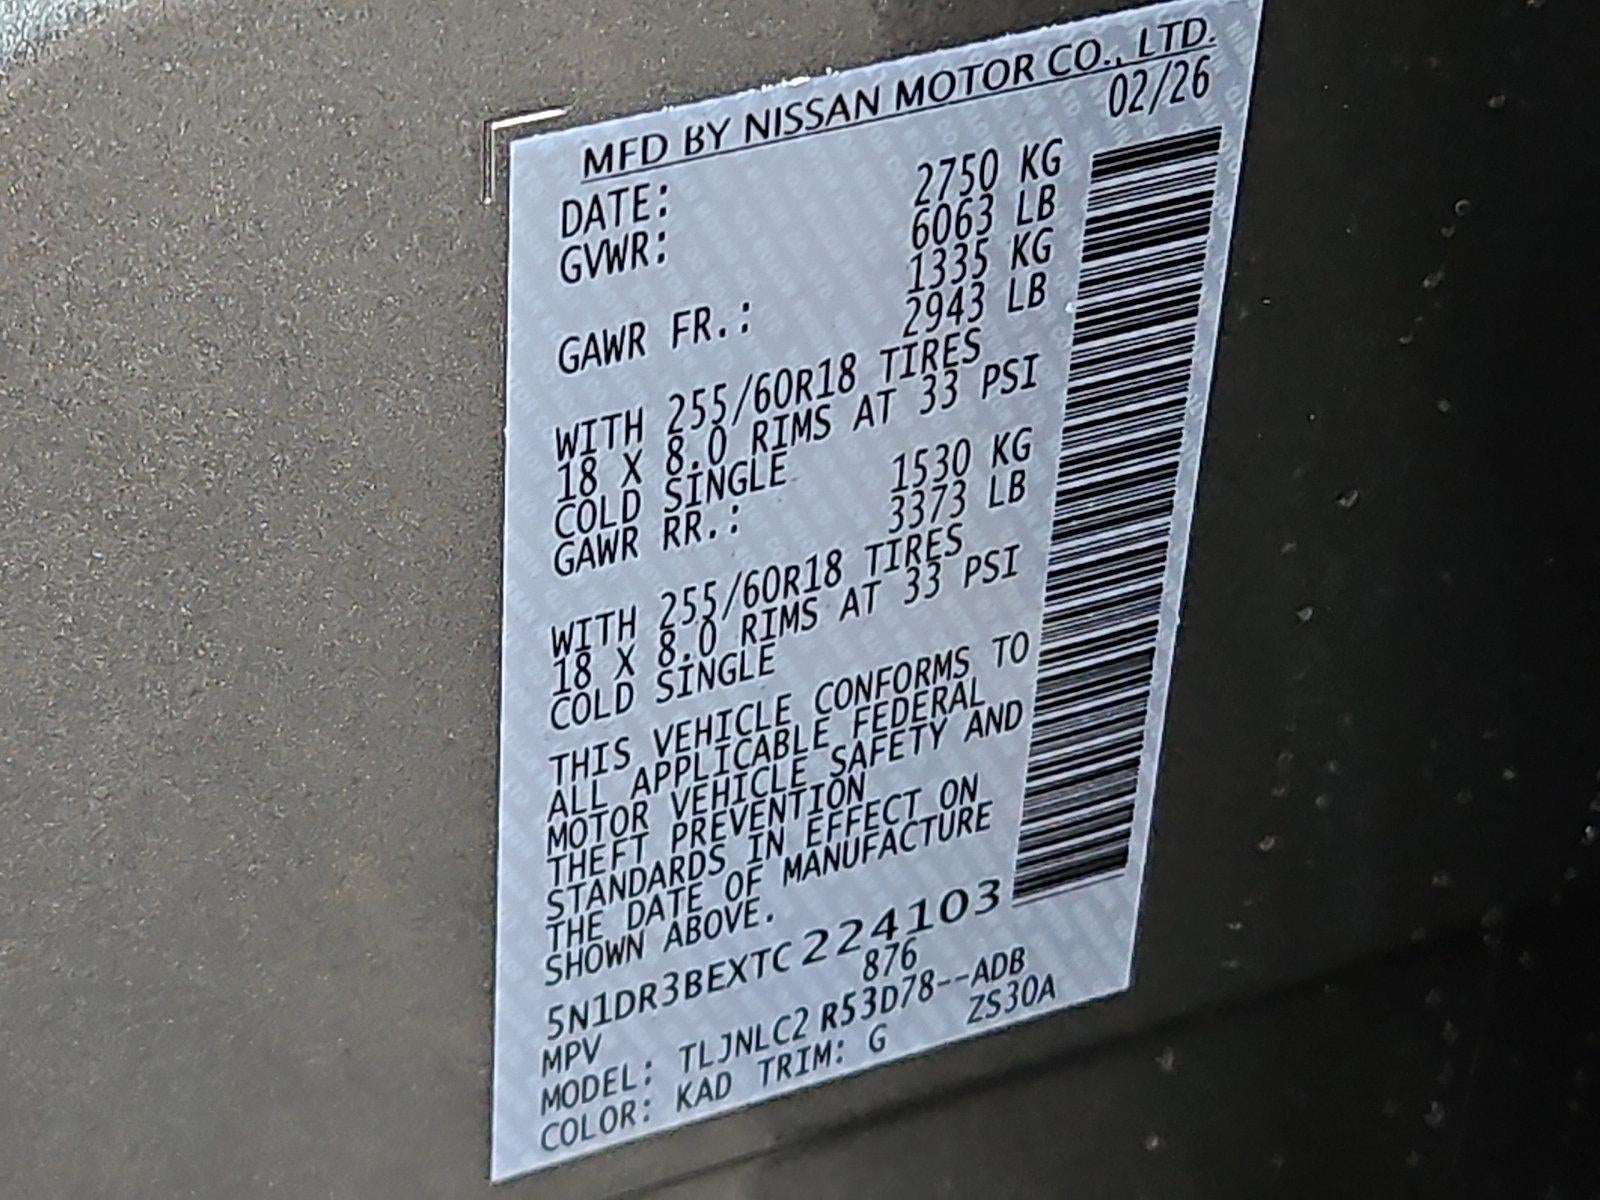 MFD BY NISSAN MOTOR CO., LTD.
DATE: 02/26
GVWR: 2750 KG
6063 LB
GAWR FR.: 1335 KG
2943 LB
WITH 255/60R18 TIRES
18 X 8.0 RIMS AT 33 PSI
COLD SINGLE
GAWR RR.: 1530 KG
3373 LB
WITH 255/60R18 TIRES
18 X 8.0 RIMS AT 33 PSI
COLD SINGLE
THIS VEHICLE CONFORMS TO
ALL APPLICABLE FEDERAL
MOTOR VEHICLE SAFETY AND
THEFT PREVENTION
STANDARDS IN EFFECT ON
THE DATE OF MANUFACTURE
SHOWN ABOVE.
5N1DR3BEXTC224103
MPV 876
MODEL: TLJNLC2 R53D78--ADB
COLOR: KAD TRIM: G ZS30A